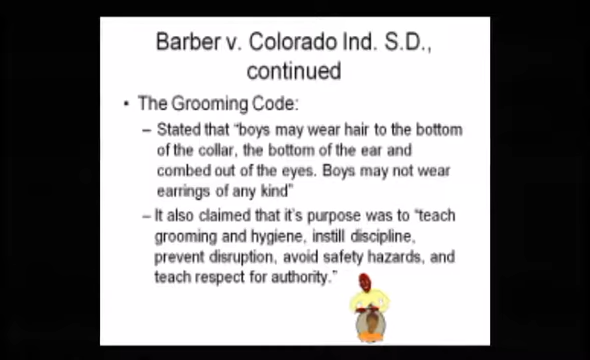 Barber v. Colorado Ind. S.D.,
continued
• The Grooming Code:
– Stated that "boys may wear hair to the bottom
of the collar, the bottom of the ear and
combed out of the eyes. Boys may not wear
earrings of any kind"
– It also claimed that it's purpose was to "teach
grooming and hygiene, instill discipline,
prevent disruption, avoid safety hazards, and
teach respect for authority."